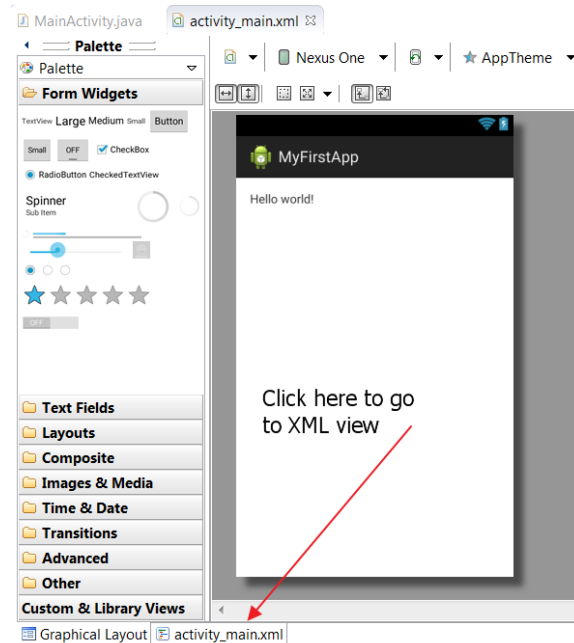 MainActivity.java
activity_main.xml
Palette
Palette
Nexus One
AppTheme
Form Widgets
TextView Large Medium Small Button
Small OFF CheckBox
RadioButton CheckedTextView
Spinner
Sub Item
OFF
MyFirstApp
Hello world!
Click here to go
to XML view
Text Fields
Layouts
Composite
Images & Media
Time & Date
Transitions
Advanced
Other
Custom & Library Views
Graphical Layout activity_main.xml